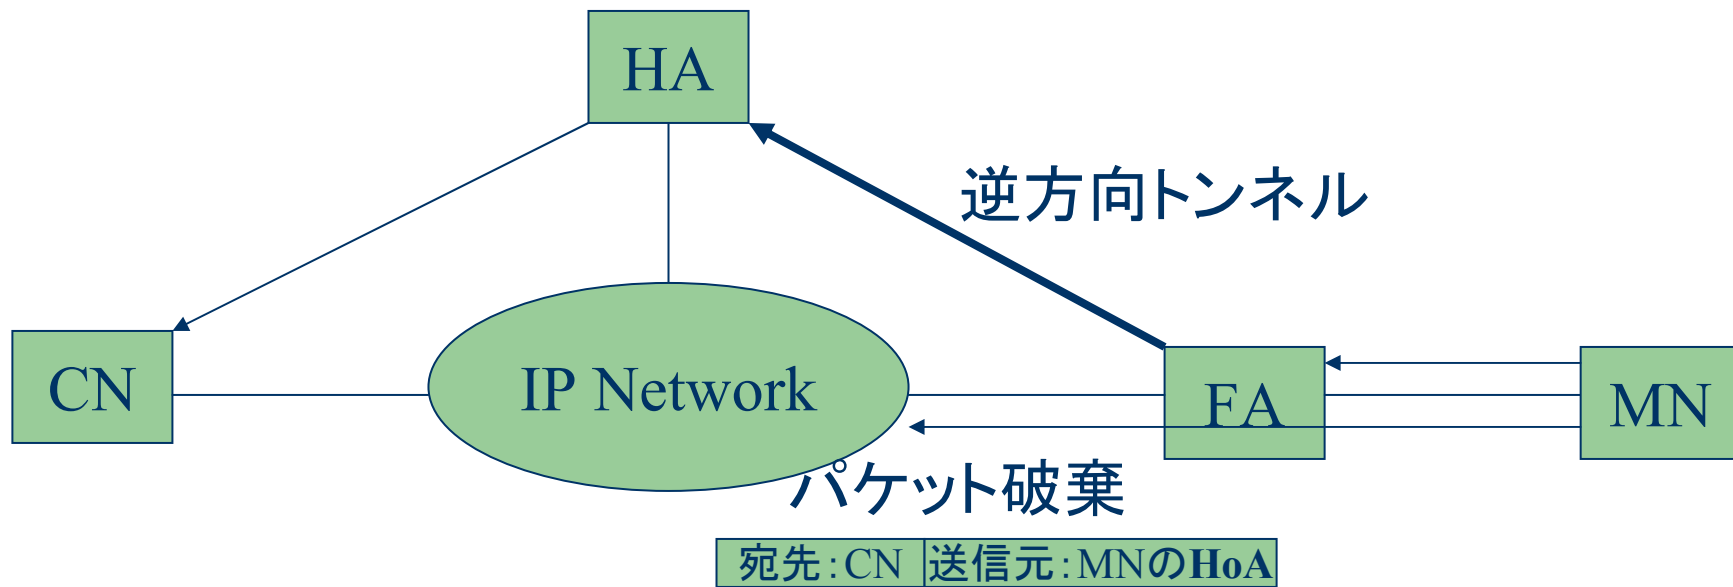 HA
逆方向トンネル
CN
IP Network
FA
MN
パケット破棄
宛先:CN 送信元:MNのHoA